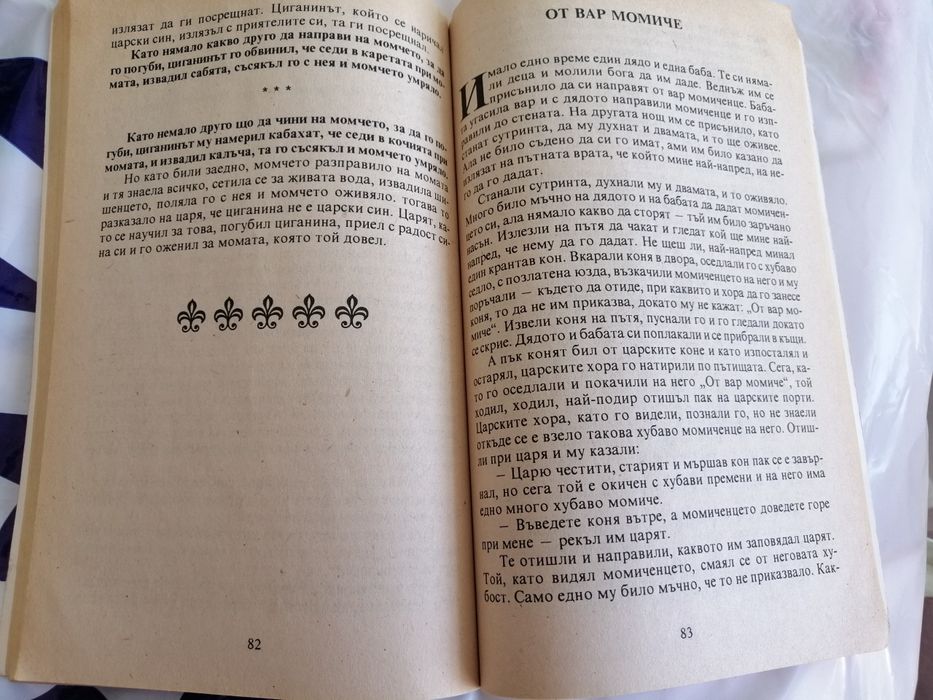 излязат да ги посрещнат. Циганинът, който се наричал
царски син, излязъл с приятелите си, та ги посрещнал.
Като нямало какво друго да направи на момчето, за да
го погуби, циганинът го обвинил, че седи в каретата при мо-
мата, извадил сабята, съсякъл го с нея и момчето умряло.
* * *
Като немало друго що да чини на момчето, за да го по-
губи, циганинът му намерил кабахат, че седи в кочията при
момата, и извадил калъча, та го съсякъл и момчето умряло.
Но като били заедно, момчето разправило на момата
и тя знаела всичко, сетила се за живата вода, извадила ши-
шенцето, поляла го с нея и момчето оживяло. тогава то
разказало на царя, че циганина не е царски син. Царят, ка-
то се научил за това, погубил циганина, приел с радост си-
на си и го оженил за момата, която той довел.
82
ОТ ВАР МОМИЧЕ
Имало едно време един дядо и една баба. Те си няма-
ли деца и молили бога да им даде. Веднъж им се
присънило да си направят от вар момиченце. Баба-
та угасила вар и с дядото направили момиченце и го изп-
равили до стената. На другата нощ им се присънило, като
станат сутринта, да му духнат и двамата, и то ще оживее.
Ала не било съдено да си го имат, ами им било казано да
излязат на пътната врата, че който мине най-напред, на не-
го да го дадат.
Станали сутринта, духнали му и двамата, и то оживяло.
Много било мъчно на дядото и на бабата да дадат момичен-
цето си, ала нямало какво да сторят — тъй им било заръчано
насън. Излезли на пътя да чакат и гледат кой ще мине най-
напред, че нему да го дадат. Не щеш ли, най-напред минал
един крантав кон. Вкарали коня в двора, оседлали го с хубаво
седло, с позлатена юзда, възкачили момиченцето на него и му
поръчали — където да отиде, при каквито и хора да го занесе
коня, то да не им приказва, докато му не кажат: „От вар мо-
миче“. Извели коня на пътя, пуснали го и го гледали докато
се скрие. Дядото и бабата си поплакали и се прибрали в къщи.
А пък конят бил от царските коне и като изпосталял и
остарял, царските хора го натирили по пътищата. Сега, ка-
то го оседлали и покачили на него „От вар момиче“, той
ходил, ходил, най-подир отишъл пак на царските порти.
Царските хора, като го видели, познали го, но не знаели
откъде се е взело такова хубаво момиченце на него. Отиш-
ли при царя и му казали:
— Царю честити, старият и мършав кон пак се е завър-
нал, но сега той е окичен с хубави премени и на него има
едно много хубаво момиче.
— Въведете коня вътре, а момиченцето доведете горе
при мене — рекъл им царят.
Те отишли и направили, каквото им заповядал царят.
Той, като видял момиченцето, смаял се от неговата ху-
бост. Само едно му било мъчно, че то не приказвало. Как-
83